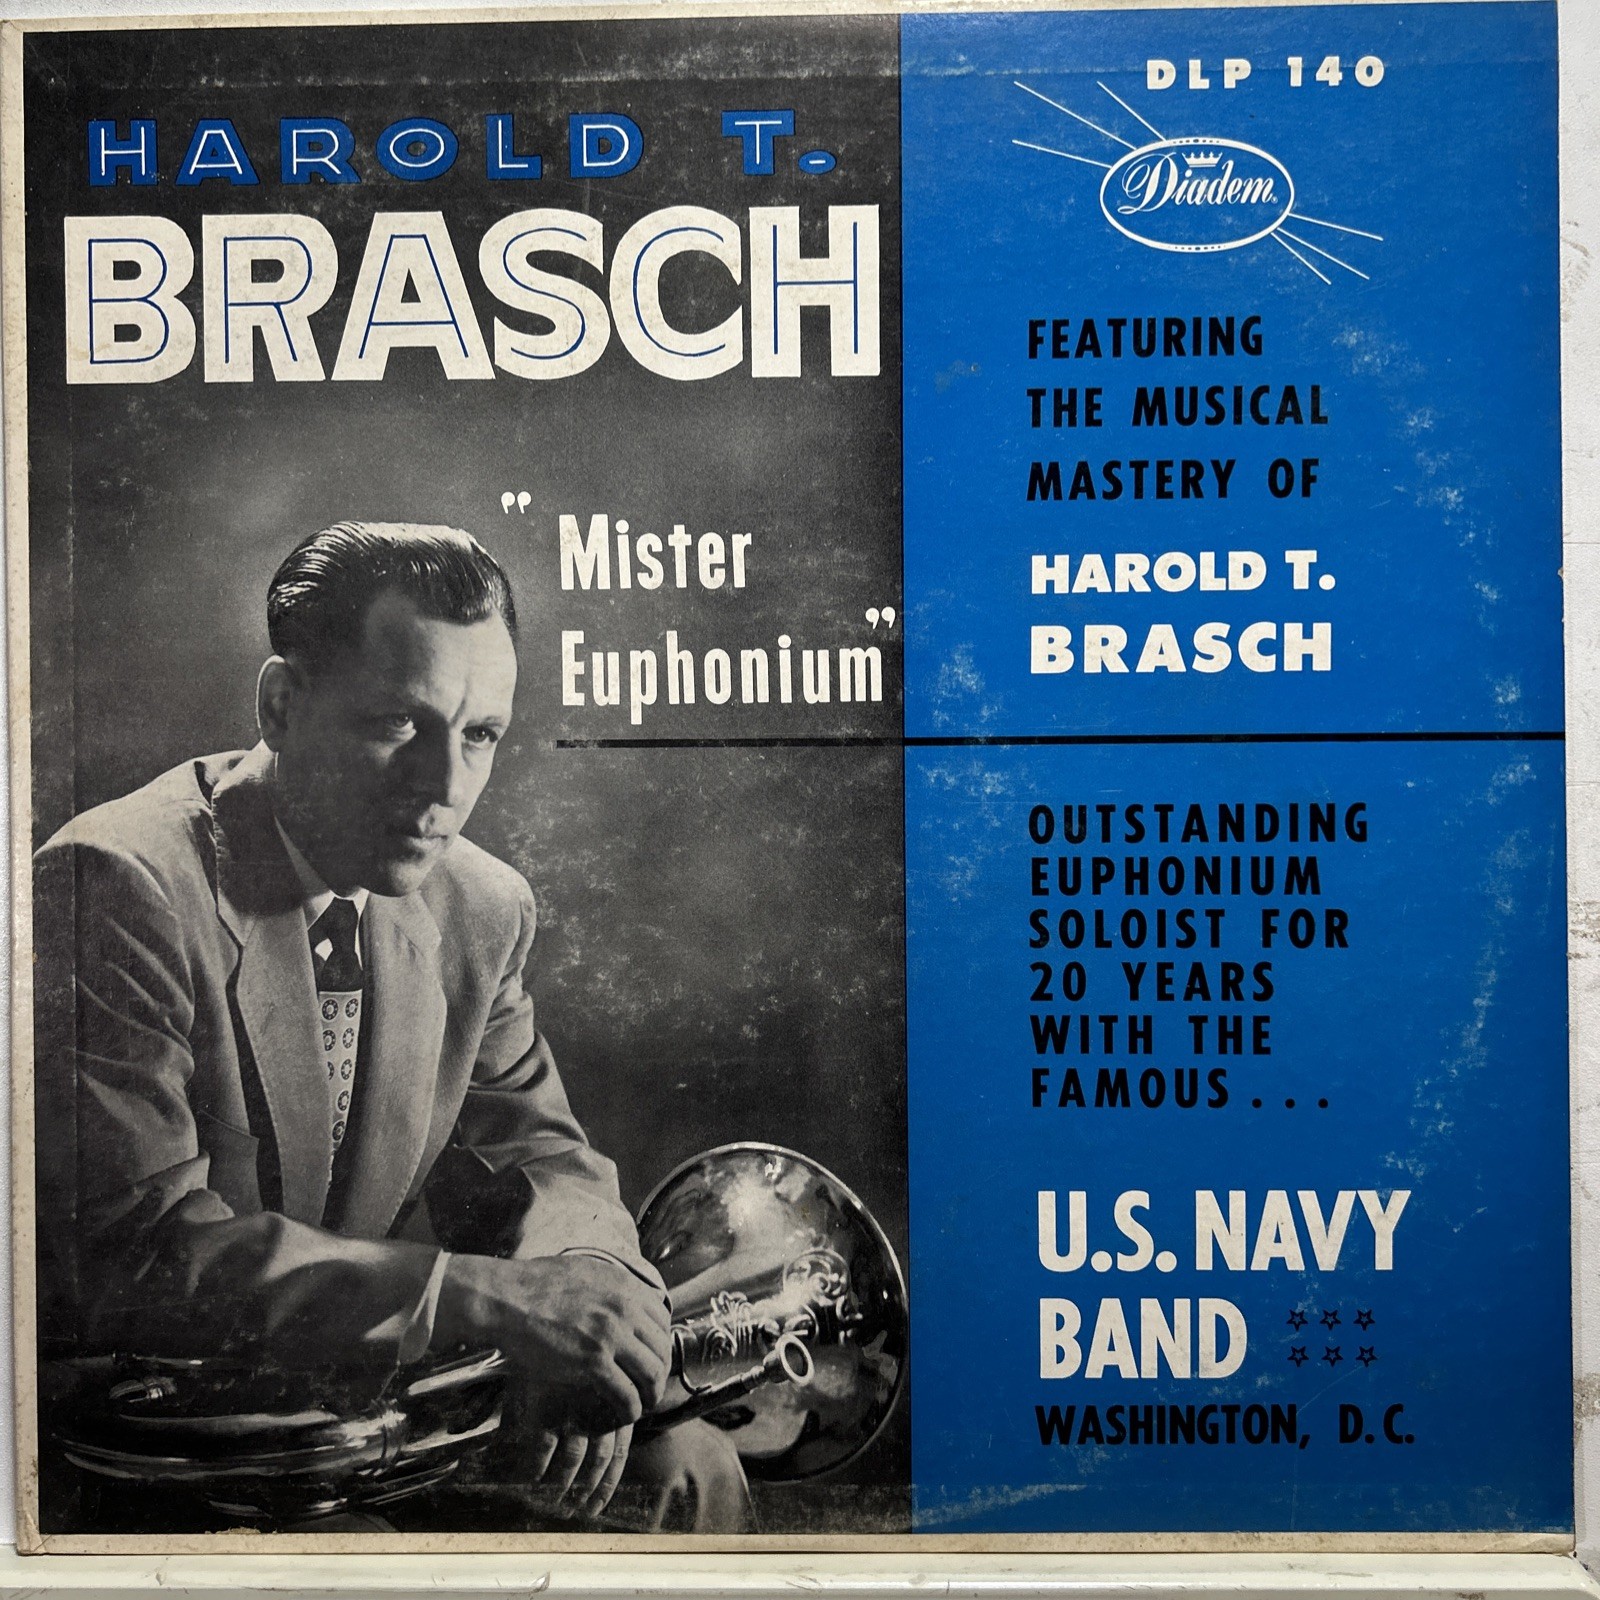 HAROLD T.
BRASCH
"Mister
Euphonium"
DLP 140
Diadem
FEATURING
THE MUSICAL
MASTERY OF
HAROLD T.
BRASCH
OUTSTANDING
EUPHONIUM
SOLOIST FOR
20 YEARS
WITH THE
FAMOUS...
U.S. NAVY
BAND
WASHINGTON, D.C.